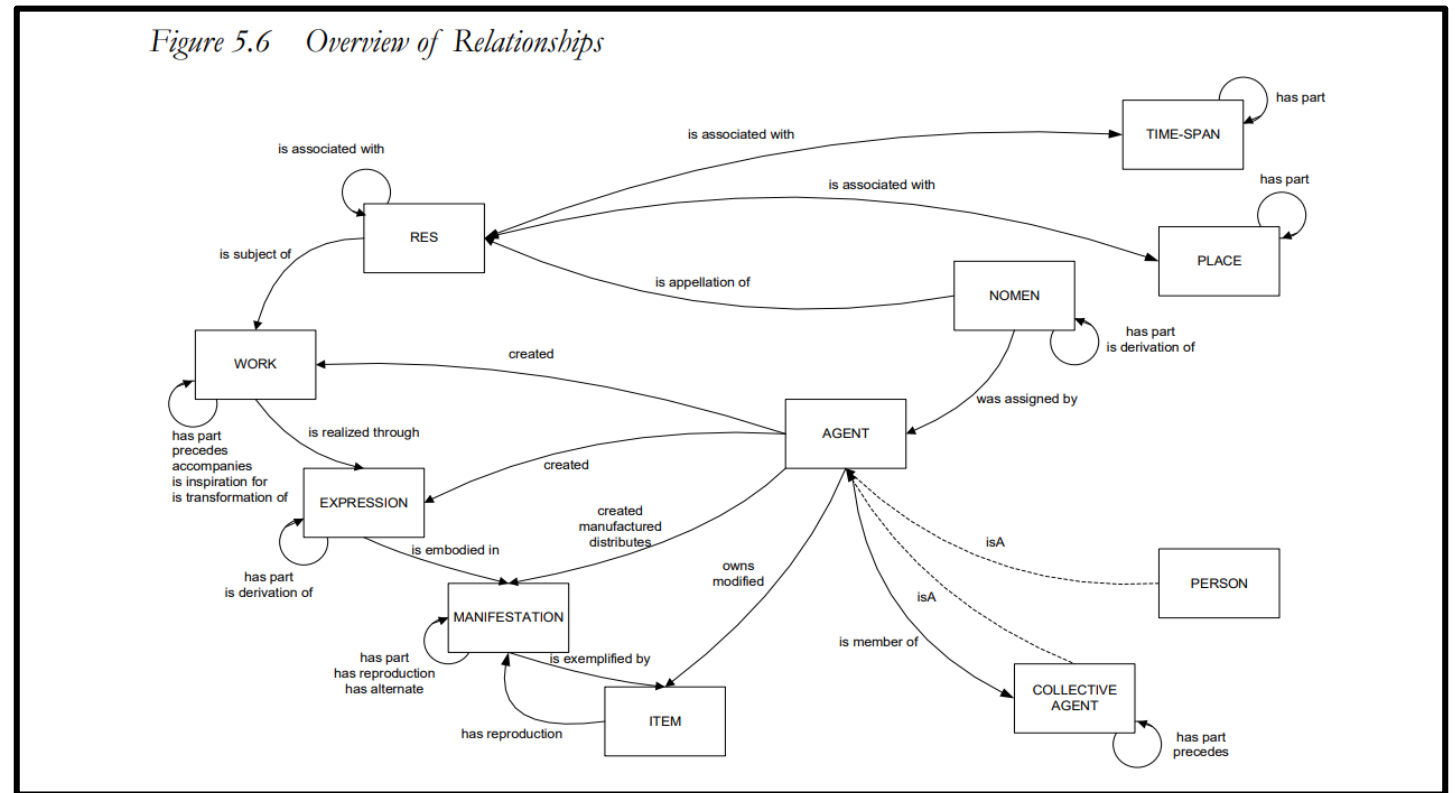 Figure 5.6 Overview of Relationships
has part
TIME-SPAN
is associated with
is associated with
is associated with
has part
RES
PLACE
is subject of
is appellation of
NOMEN
has part
is derivation of
WORK
created
was assigned by
has part
precedes
accompanies
is inspiration for
is transformation of
is realized through
AGENT
created
EXPRESSION
created
manufactured
distributes
is embodied in
isA
owns
modified
has part
is derivation of
PERSON
isA
MANIFESTATION
is member of
has part
has reproduction
has alternate
is exemplified by
COLLECTIVE
AGENT
ITEM
has reproduction
has part
precedes